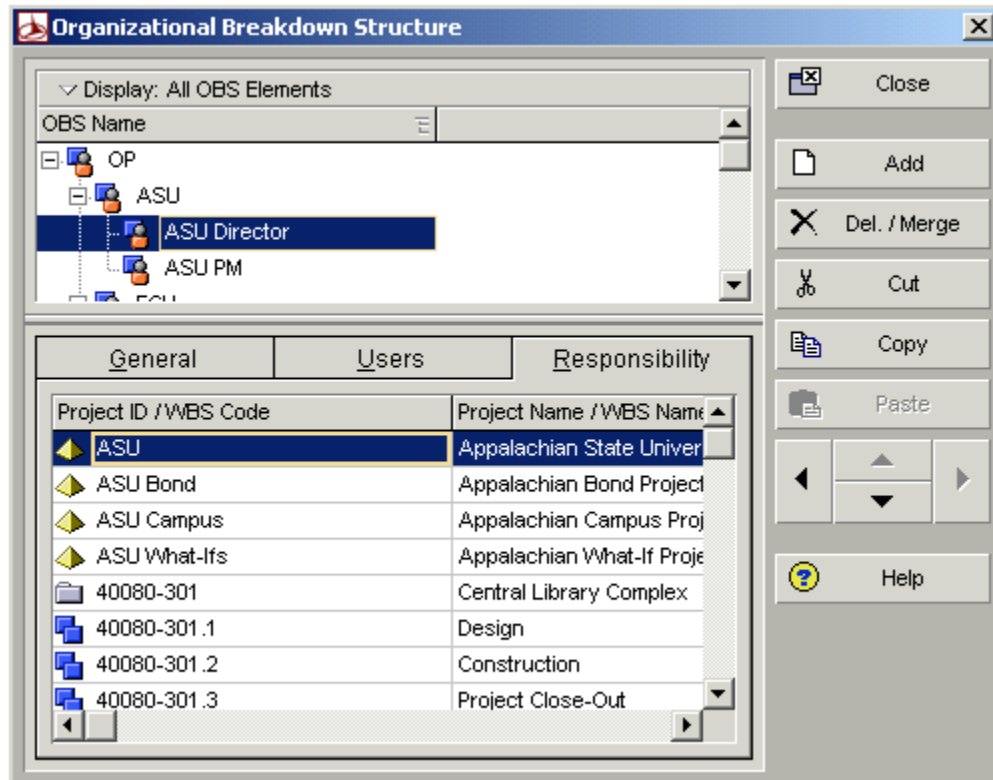 Organizational Breakdown Structure
Display: All OBS Elements
OBS Name
OP
ASU
ASU Director
ASU PM
General Users Responsibility
Project ID / WBS Code Project Name / WBS Name
ASU Appalachian State Univer
ASU Bond Appalachian Bond Project
ASU Campus Appalachian Campus Proj
ASU What-Ifs Appalachian What-If Proje
40080-301 Central Library Complex
40080-301.1 Design
40080-301.2 Construction
40080-301.3 Project Close-Out
Close
Add
Del. / Merge
Cut
Copy
Paste
Help